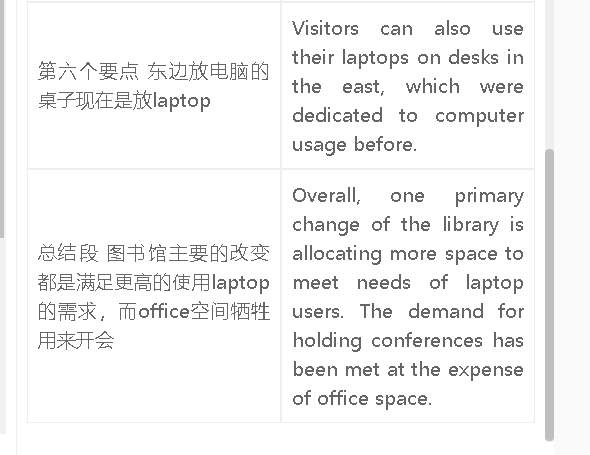 第六个要点 东边放电脑的
桌子现在是放laptop
Visitors can also use
their laptops on desks in
the east, which were
dedicated to computer
usage before.
总结段 图书馆主要的改变
都是满足更高的使用laptop
的需求，而office空间牺牲
用来开会
Overall, one primary
change of the library is
allocating more space to
meet needs of laptop
users. The demand for
holding conferences has
been met at the expense
of office space.